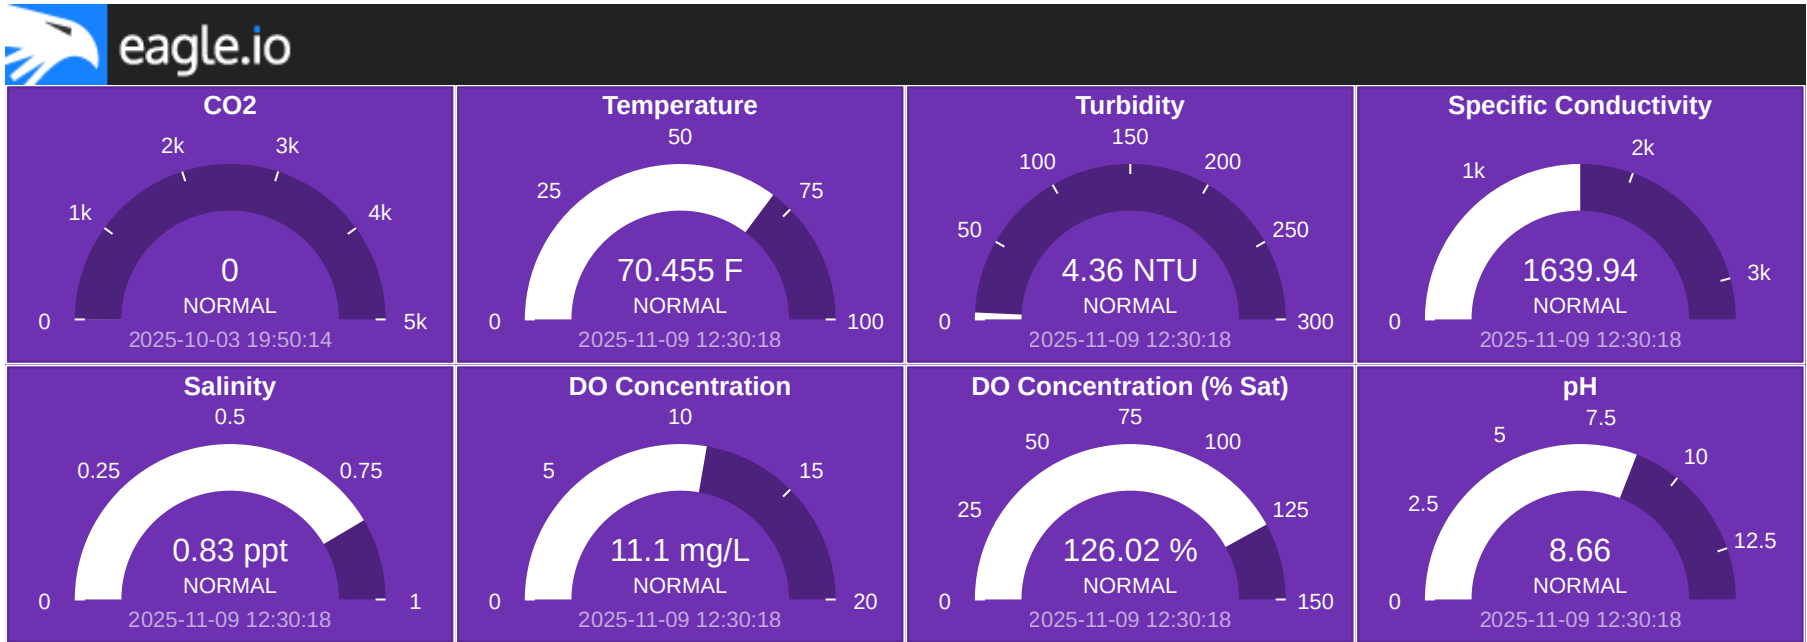 eagle.io
CO2
2k
3k
1k
4k
0
NORMAL
0
5k
2025-10-03 19:50:14
Temperature
50
25
75
70.455 F
NORMAL
0
100
2025-11-09 12:30:18
Turbidity
150
100
200
50
250
4.36 NTU
NORMAL
0
300
2025-11-09 12:30:18
Specific Conductivity
2k
1k
3k
1639.94
NORMAL
0
2025-11-09 12:30:18
Salinity
0.5
0.25
0.75
0.83 ppt
NORMAL
0
1
2025-11-09 12:30:18
DO Concentration
10
5
15
11.1 mg/L
NORMAL
0
20
2025-11-09 12:30:18
DO Concentration (% Sat)
75
50
100
25
125
126.02 %
NORMAL
0
150
2025-11-09 12:30:18
pH
7.5
5
10
2.5
12.5
8.66
NORMAL
0
2025-11-09 12:30:18